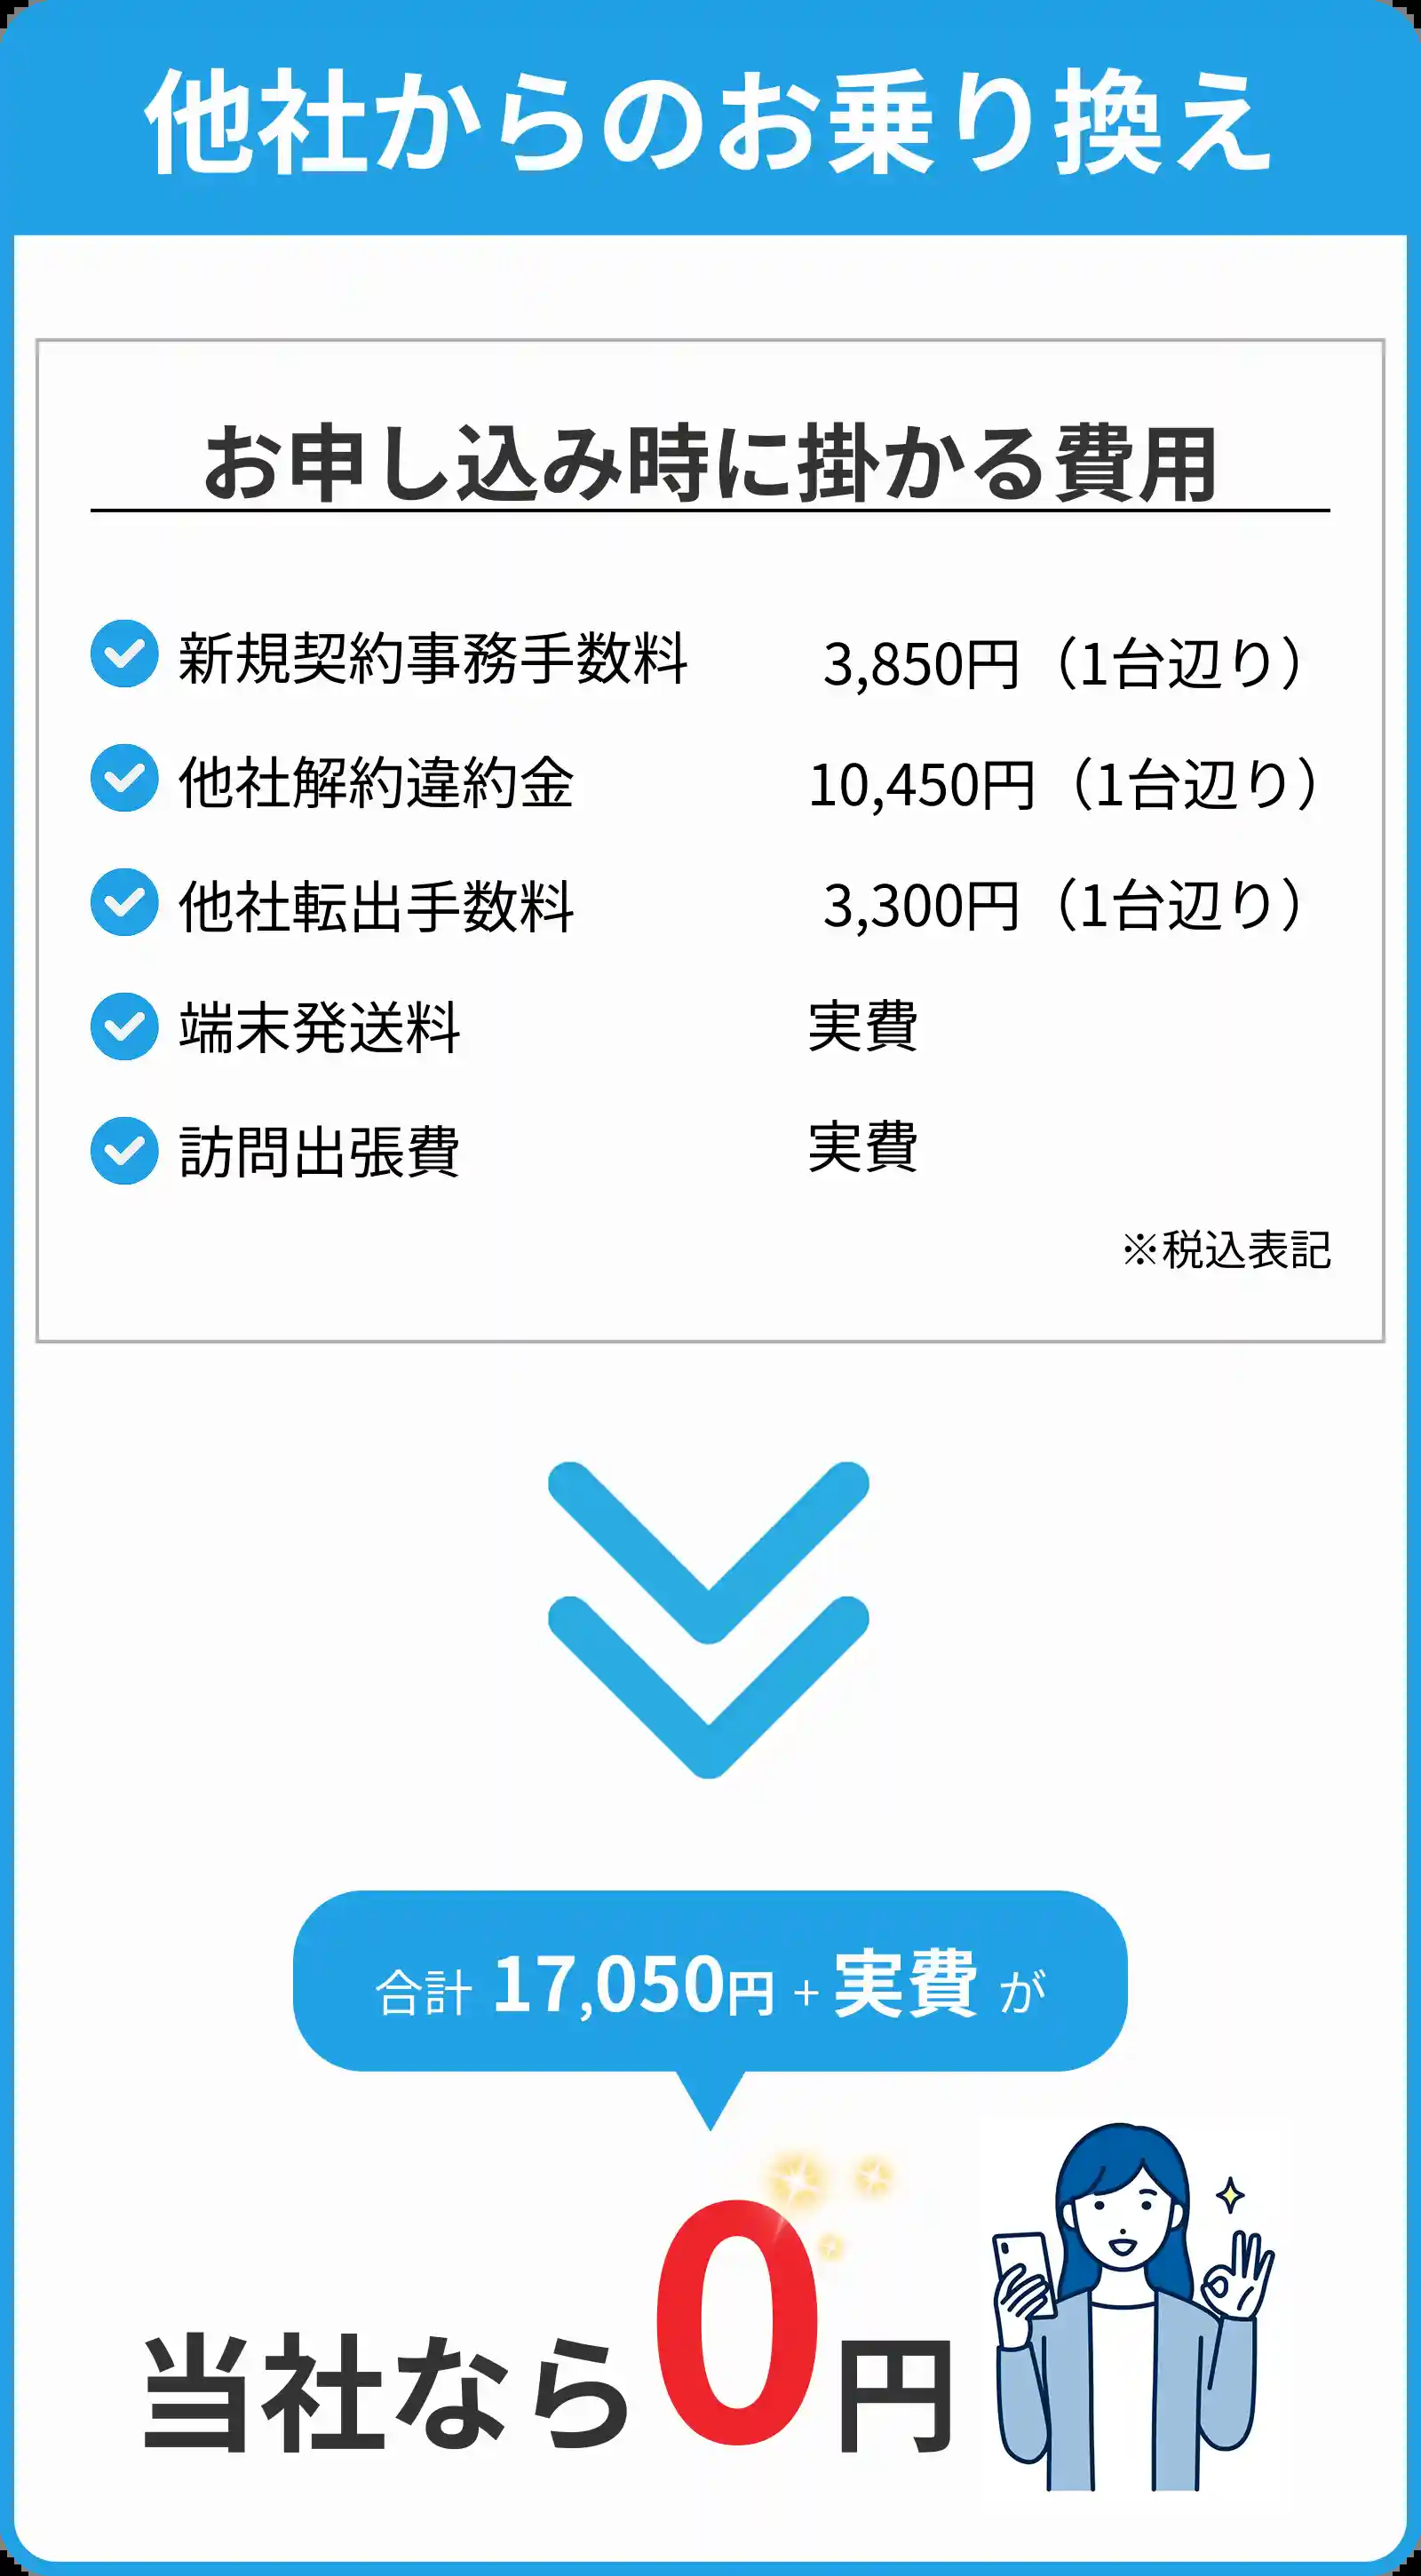 他社からのお乗り換え
お申し込み時に掛かる費用
新規契約事務手数料 3,850円（1台辺り）
他社解約違約金 10,450円（1台辺り）
他社転出手数料 3,300円（1台辺り）
端末発送料 実費
訪問出張費 実費
※税込表記
合計 17,050円 + 実費 が
当社なら0円